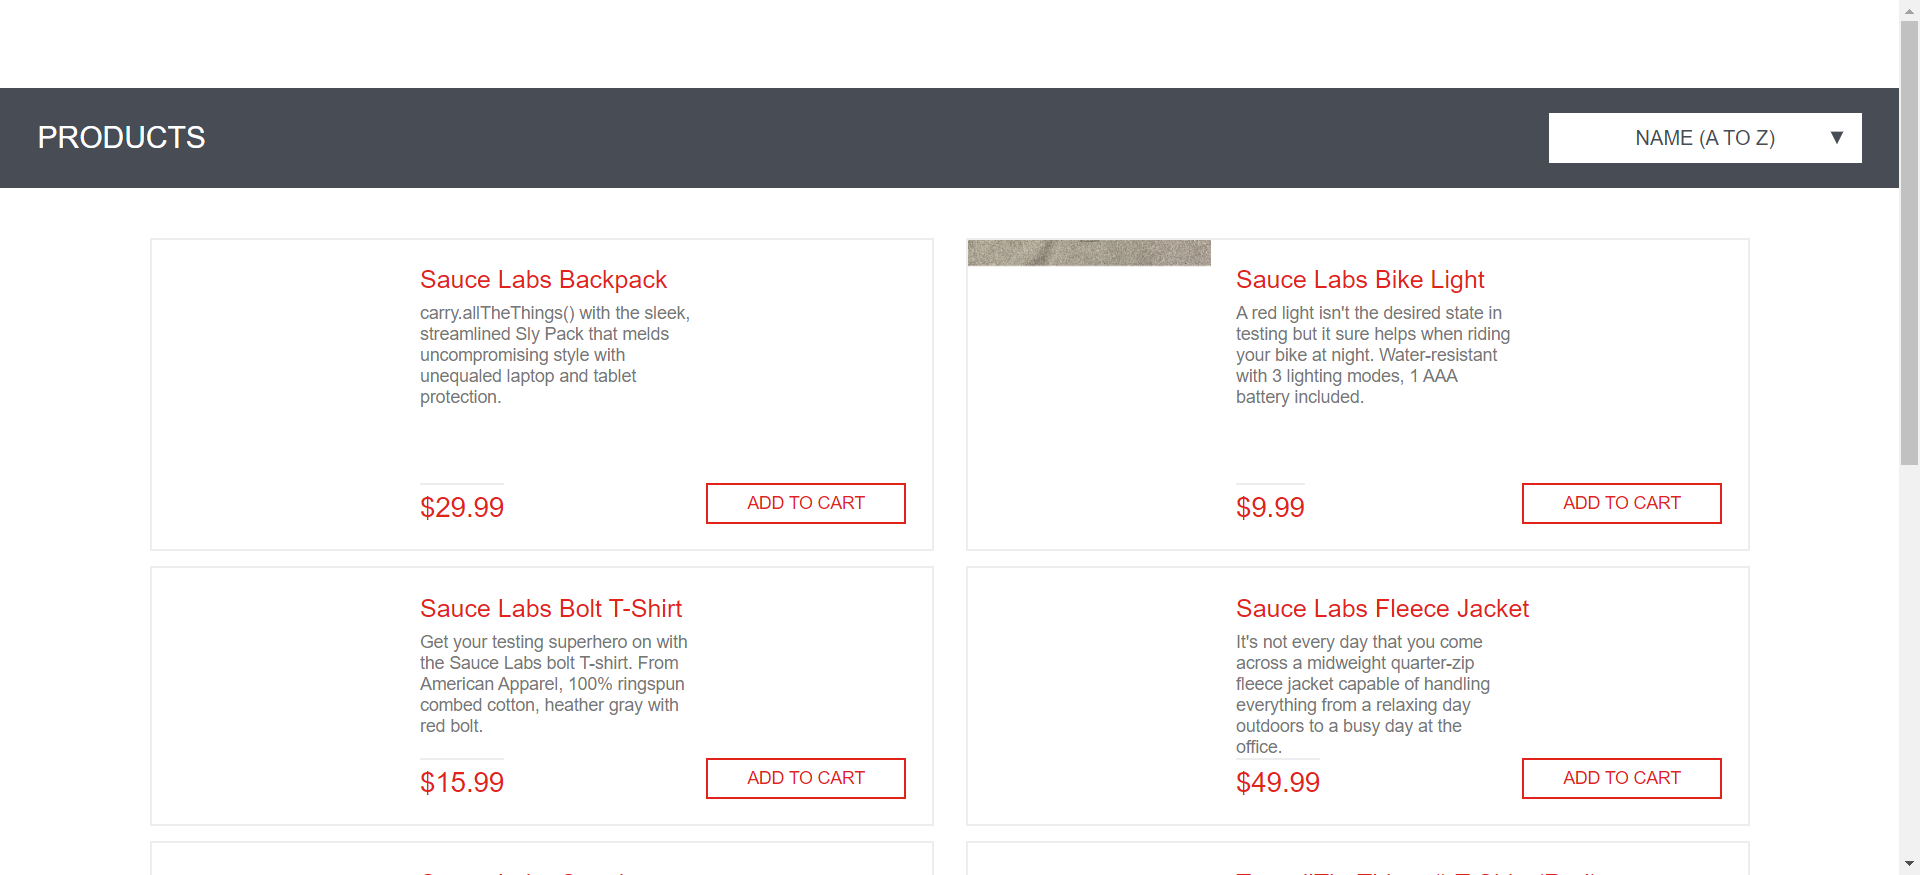 PRODUCTS
NAME (A TO Z) ▼
Sauce Labs Backpack
carry.allTheThings() with the sleek,
streamlined Sly Pack that melds
uncompromising style with
unequaled laptop and tablet
protection.
$29.99
ADD TO CART
Sauce Labs Bike Light
A red light isn't the desired state in
testing but it sure helps when riding
your bike at night. Water-resistant
with 3 lighting modes, 1 AAA
battery included.
$9.99
ADD TO CART
Sauce Labs Bolt T-Shirt
Get your testing superhero on with
the Sauce Labs bolt T-shirt. From
American Apparel, 100% ringspun
combed cotton, heather gray with
red bolt.
$15.99
ADD TO CART
Sauce Labs Fleece Jacket
It's not every day that you come
across a midweight quarter-zip
fleece jacket capable of handling
everything from a relaxing day
outdoors to a busy day at the
office.
$49.99
ADD TO CART